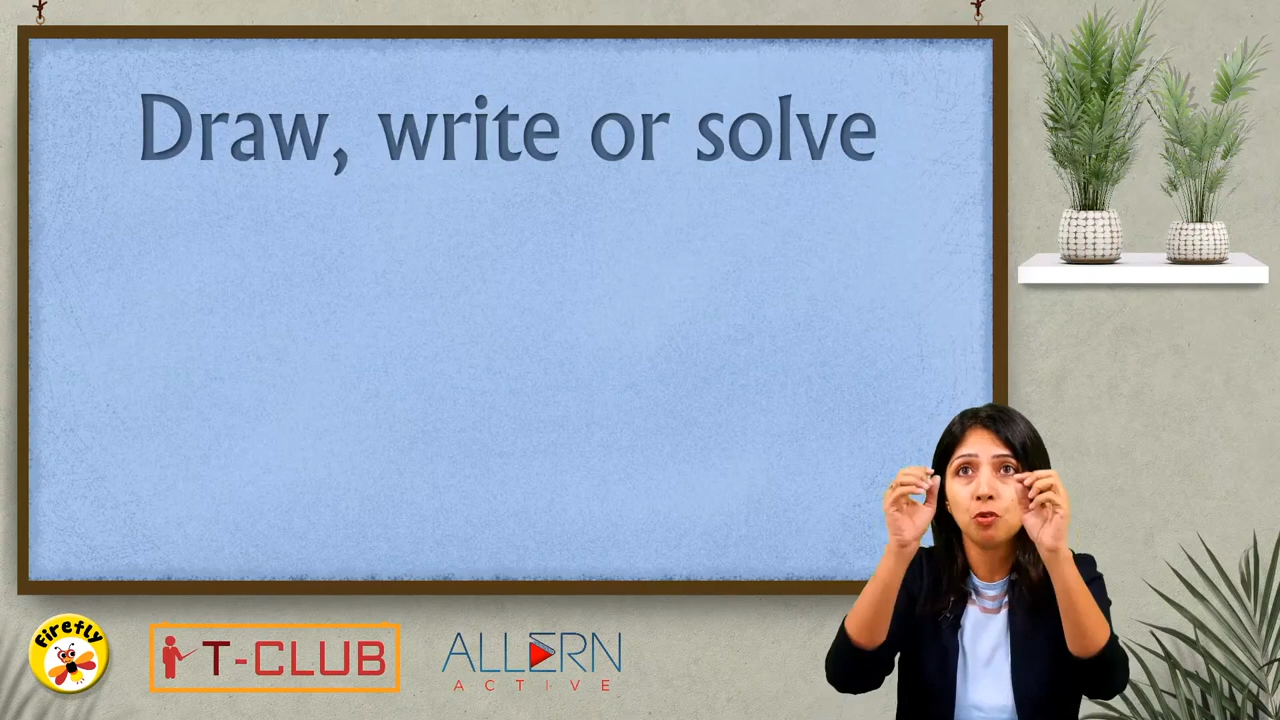 Draw, write or solve
Firefly
T-CLUB
ALLERN
ACTIVE